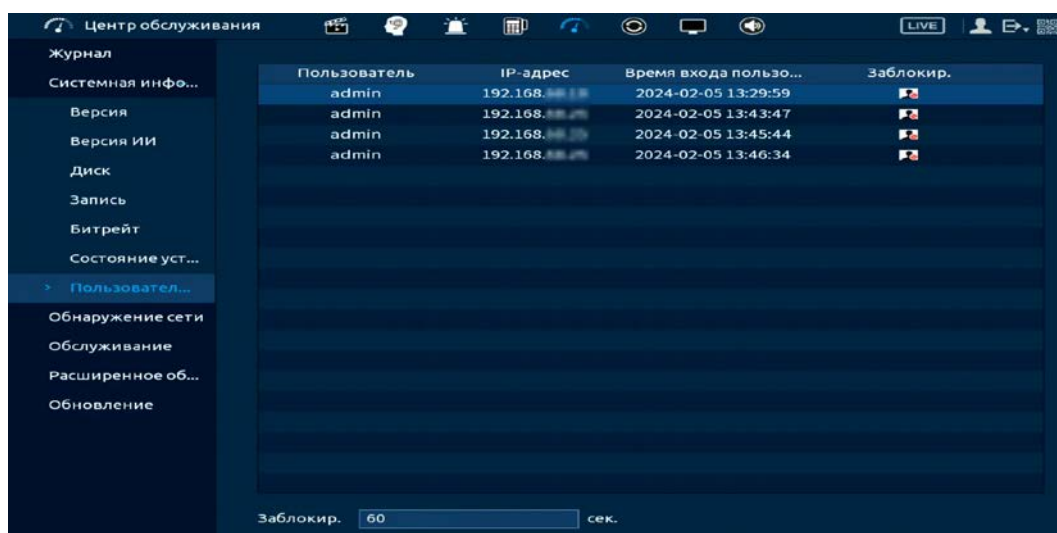 Центр обслуживания
LIVE
Журнал
Системная инфо...
Версия
Версия ИИ
Диск
Запись
Битрейт
Состояние уст...
> Пользовател...
Обнаружение сети
Обслуживание
Расширенное об...
Обновление
Пользователь IP-адрес Время входа пользо... Заблокир.
admin 192.168. 2024-02-05 13:29:59
admin 192.168. 2024-02-05 13:43:47
admin 192.168. 2024-02-05 13:45:44
admin 192.168. 2024-02-05 13:46:34
Заблокир. 60 сек.